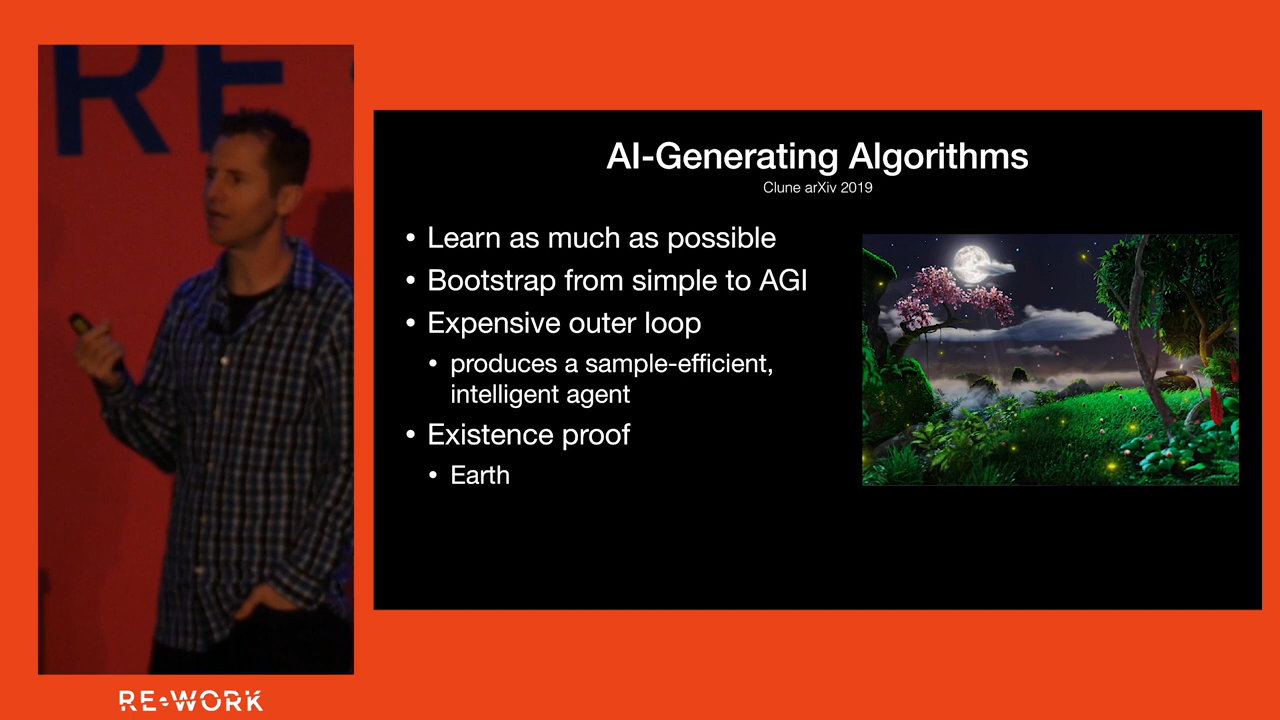 RE
AI-Generating Algorithms
Clune arXiv 2019
• Learn as much as possible
• Bootstrap from simple to AGI
• Expensive outer loop
• produces a sample-efficient,
intelligent agent
• Existence proof
• Earth
RE•WORK